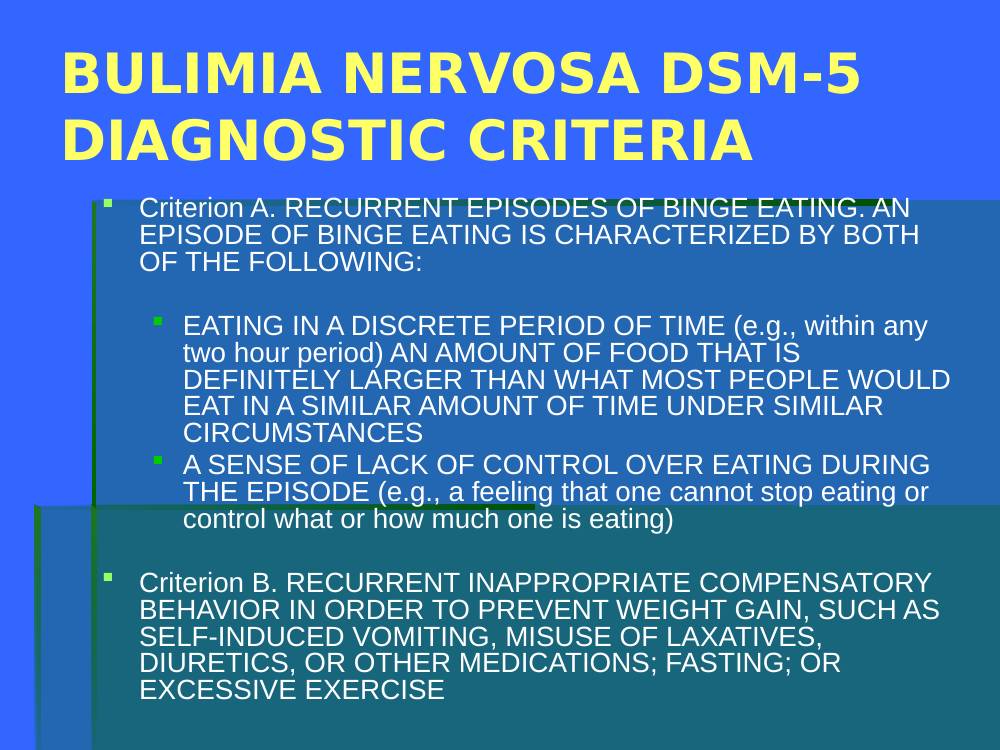 BULIMIA NERVOSA DSM-5
DIAGNOSTIC CRITERIA
Criterion A. RECURRENT EPISODES OF BINGE EATING. AN
EPISODE OF BINGE EATING IS CHARACTERIZED BY BOTH
OF THE FOLLOWING:
EATING IN A DISCRETE PERIOD OF TIME (e.g., within any
two hour period) AN AMOUNT OF FOOD THAT IS
DEFINITELY LARGER THAN WHAT MOST PEOPLE WOULD
EAT IN A SIMILAR AMOUNT OF TIME UNDER SIMILAR
CIRCUMSTANCES
A SENSE OF LACK OF CONTROL OVER EATING DURING
THE EPISODE (e.g., a feeling that one cannot stop eating or
control what or how much one is eating)
Criterion B. RECURRENT INAPPROPRIATE COMPENSATORY
BEHAVIOR IN ORDER TO PREVENT WEIGHT GAIN, SUCH AS
SELF-INDUCED VOMITING, MISUSE OF LAXATIVES,
DIURETICS, OR OTHER MEDICATIONS; FASTING; OR
EXCESSIVE EXERCISE